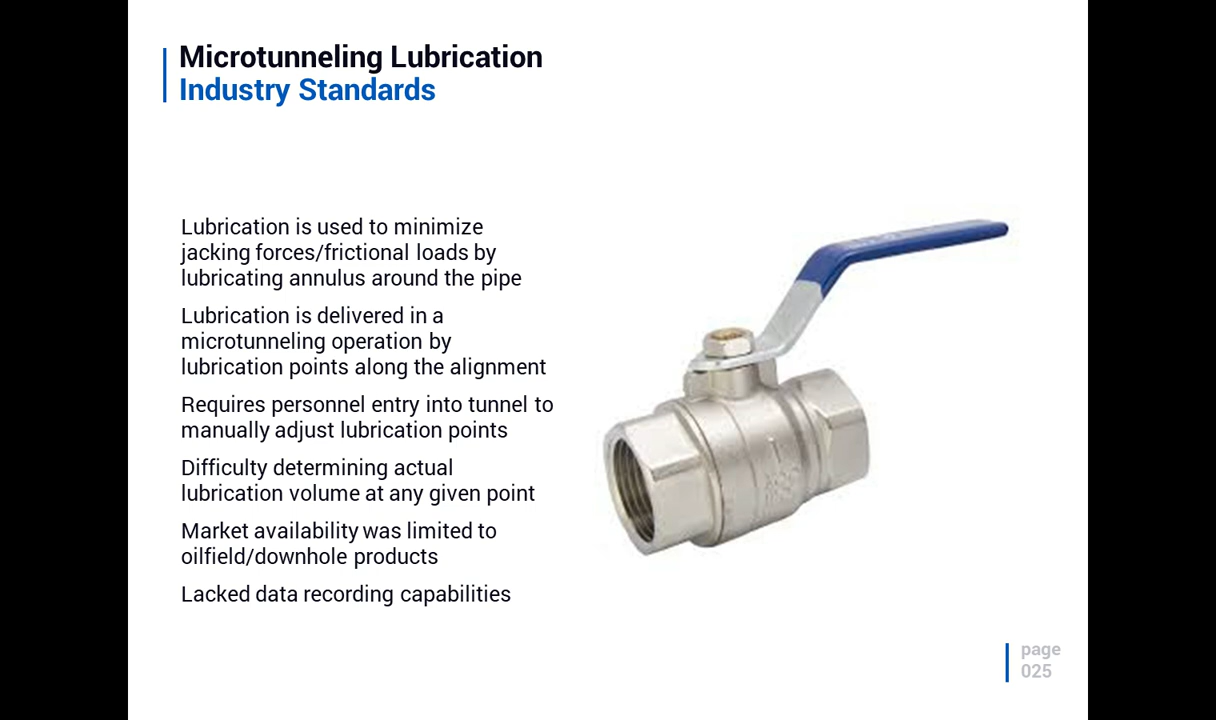 Microtunneling Lubrication
Industry Standards
Lubrication is used to minimize
jacking forces/frictional loads by
lubricating annulus around the pipe
Lubrication is delivered in a
microtunneling operation by
lubrication points along the alignment
Requires personnel entry into tunnel to
manually adjust lubrication points
Difficulty determining actual
lubrication volume at any given point
Market availability was limited to
oilfield/downhole products
Lacked data recording capabilities
page
025